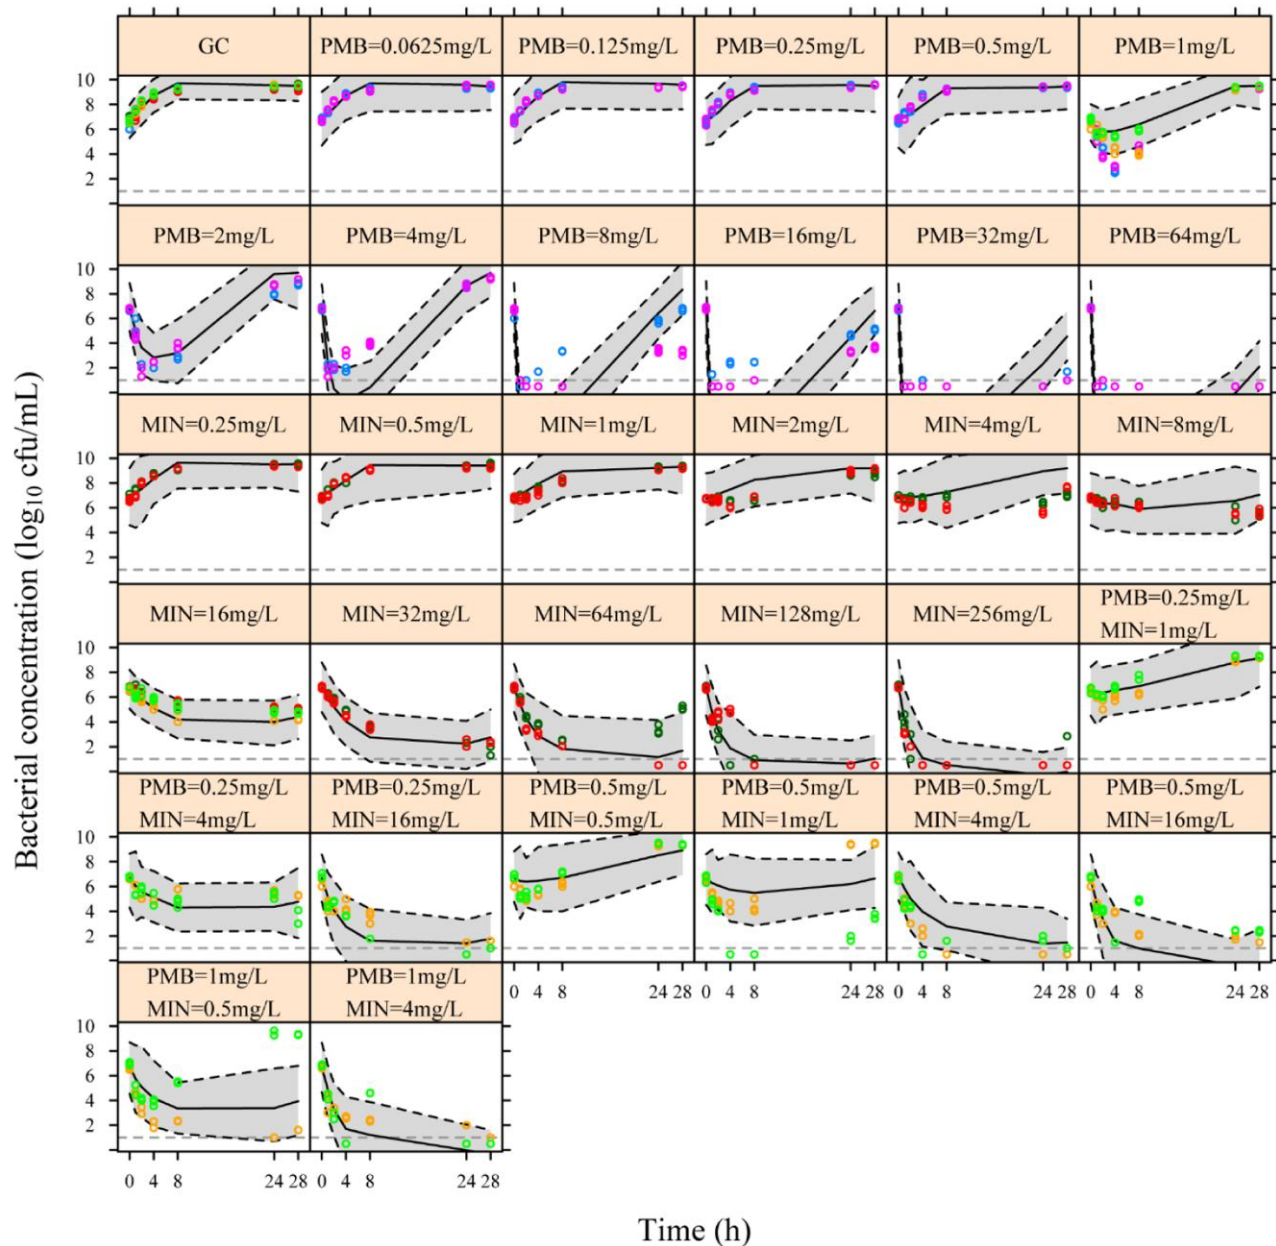 GC PMB=0.0625mg/L PMB=0.125mg/L PMB=0.25mg/L PMB=0.5mg/L PMB=1mg/L
10
8
6
4
2
PMB=2mg/L PMB=4mg/L PMB=8mg/L PMB=16mg/L PMB=32mg/L PMB=64mg/L
10
8
6
4
2
MIN=0.25mg/L MIN=0.5mg/L MIN=1mg/L MIN=2mg/L MIN=4mg/L MIN=8mg/L
10
8
6
4
2
MIN=16mg/L MIN=32mg/L MIN=64mg/L MIN=128mg/L MIN=256mg/L PMB=0.25mg/L
MIN=1mg/L
10
8
6
4
2
PMB=0.25mg/L PMB=0.25mg/L PMB=0.5mg/L PMB=0.5mg/L PMB=0.5mg/L PMB=0.5mg/L
MIN=4mg/L MIN=16mg/L MIN=0.5mg/L MIN=1mg/L MIN=4mg/L MIN=16mg/L
10
8
6
4
2
PMB=1mg/L PMB=1mg/L
MIN=0.5mg/L MIN=4mg/L
0 4 8 24 28 0 4 8 24 28 0 4 8 24 28 0 4 8 24 28
10
8
6
4
2
0 4 8 24 28 0 4 8 24 28
Bacterial concentration (log₁₀ cfu/mL)
Time (h)